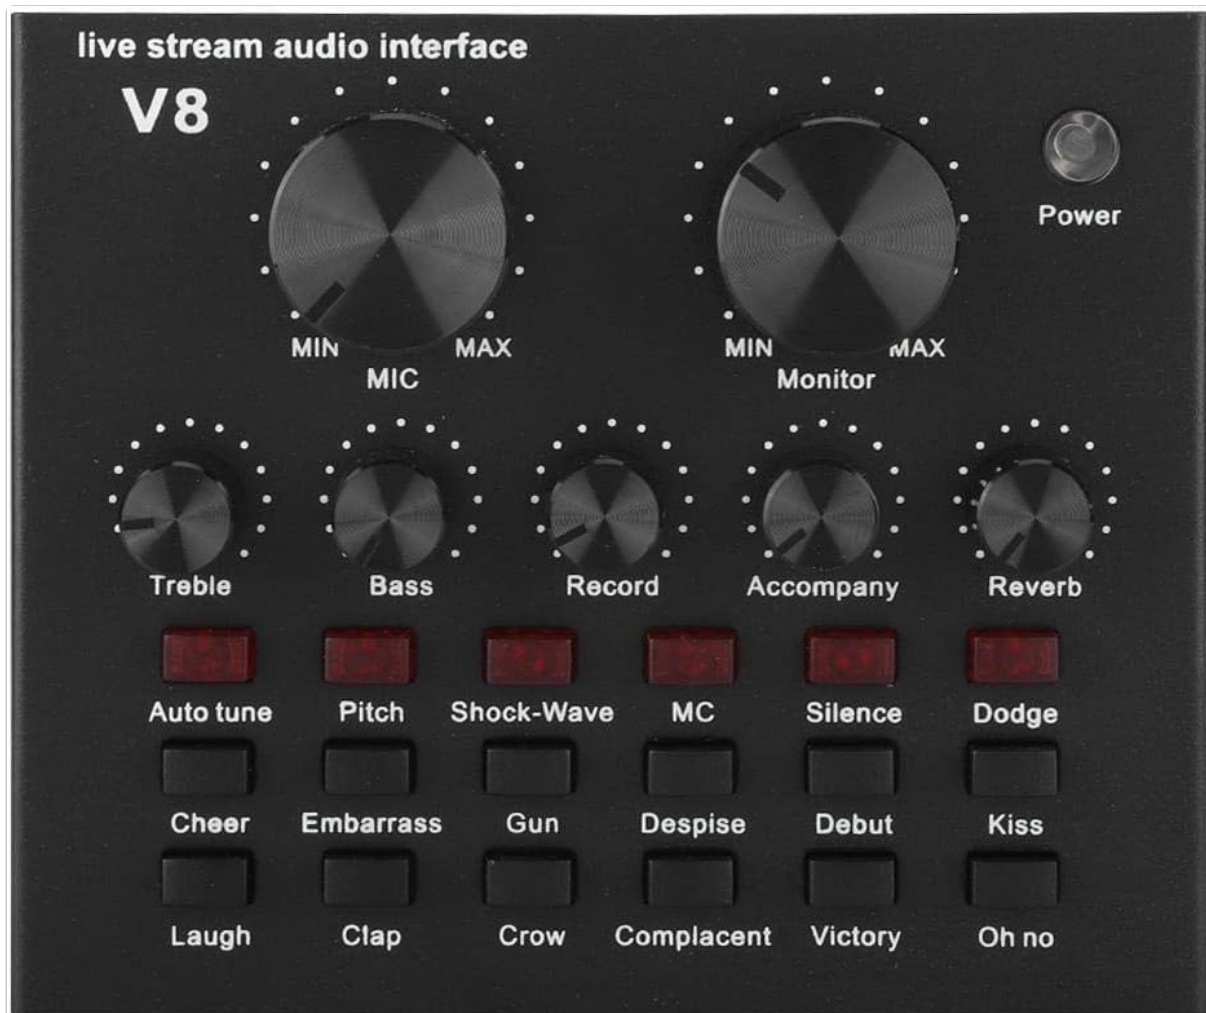 live stream audio interface
V8
Power
MIN MAX MIN MAX
MIC Monitor
Treble Bass Record Accompany Reverb
Auto tune Pitch Shock-Wave MC Silence Dodge
Cheer Embarrass Gun Despise Debut Kiss
Laugh Clap Crow Complacent Victory Oh no